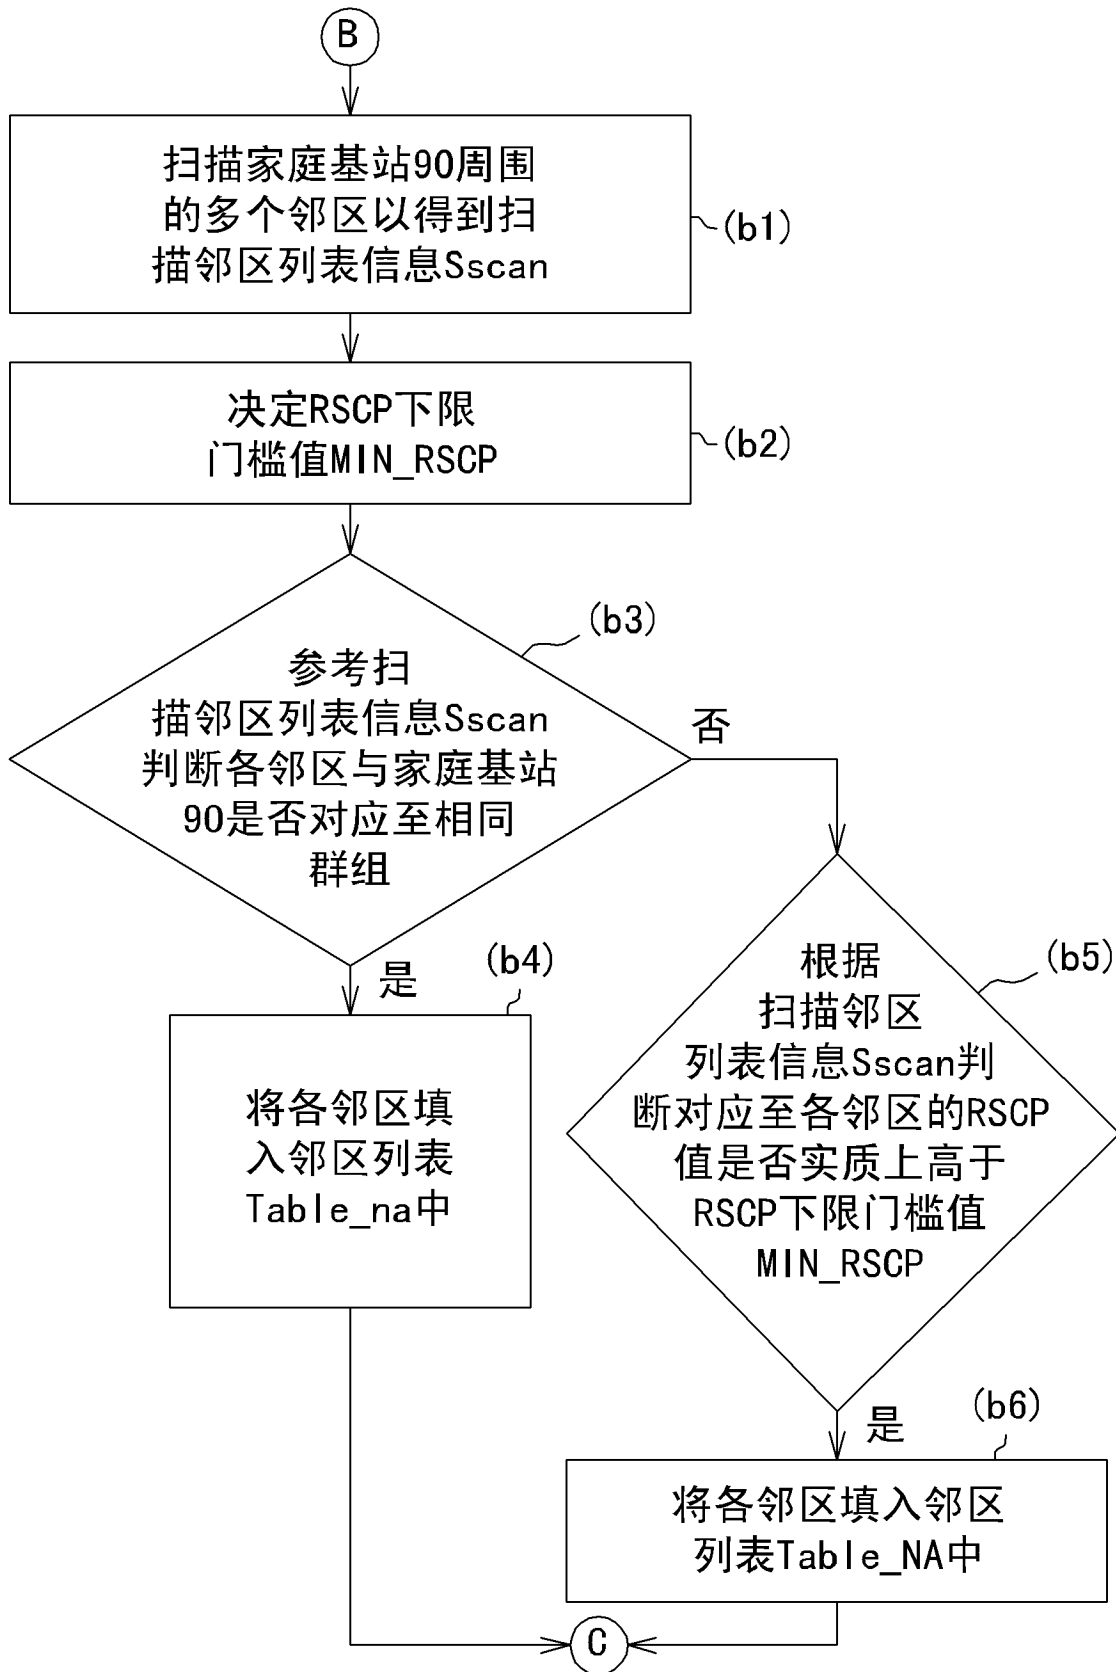 B
扫描家庭基站90周围
的多个邻区以得到扫
描邻区列表信息Sscan
(b1)
决定RSCP下限
门槛值MIN_RSCP
(b2)
(b3)
参考扫
描邻区列表信息Sscan
判断各邻区与家庭基站
90是否对应至相同
群组
否
是
(b4)
将各邻区填
入邻区列表
Table_na中
(b5)
根据
扫描邻区
列表信息Sscan判
断对应至各邻区的RSCP
值是否实质上高于
RSCP下限门槛值
MIN_RSCP
是
(b6)
将各邻区填入邻区
列表Table_NA中
C